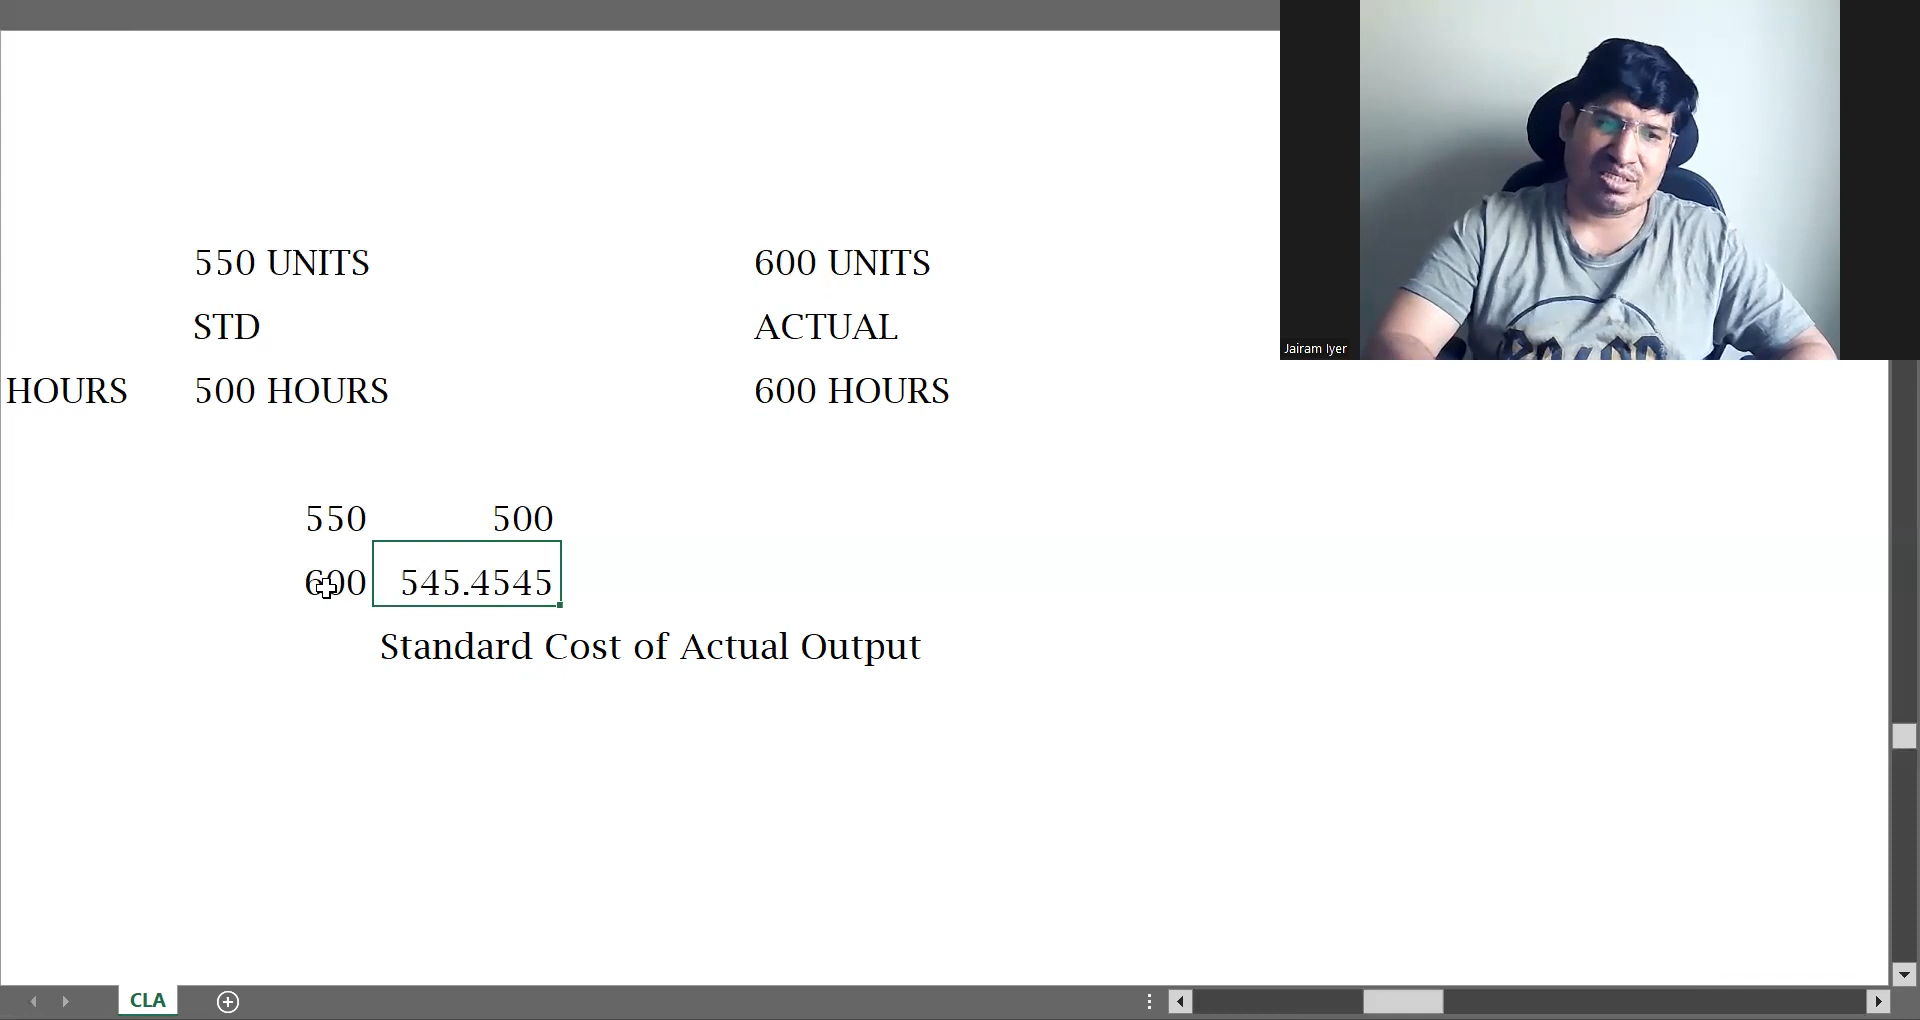 550 UNITS 600 UNITS
STD ACTUAL
HOURS 500 HOURS 600 HOURS
550 500
600 545.4545
Standard Cost of Actual Output
Jairam Iyer
CLA